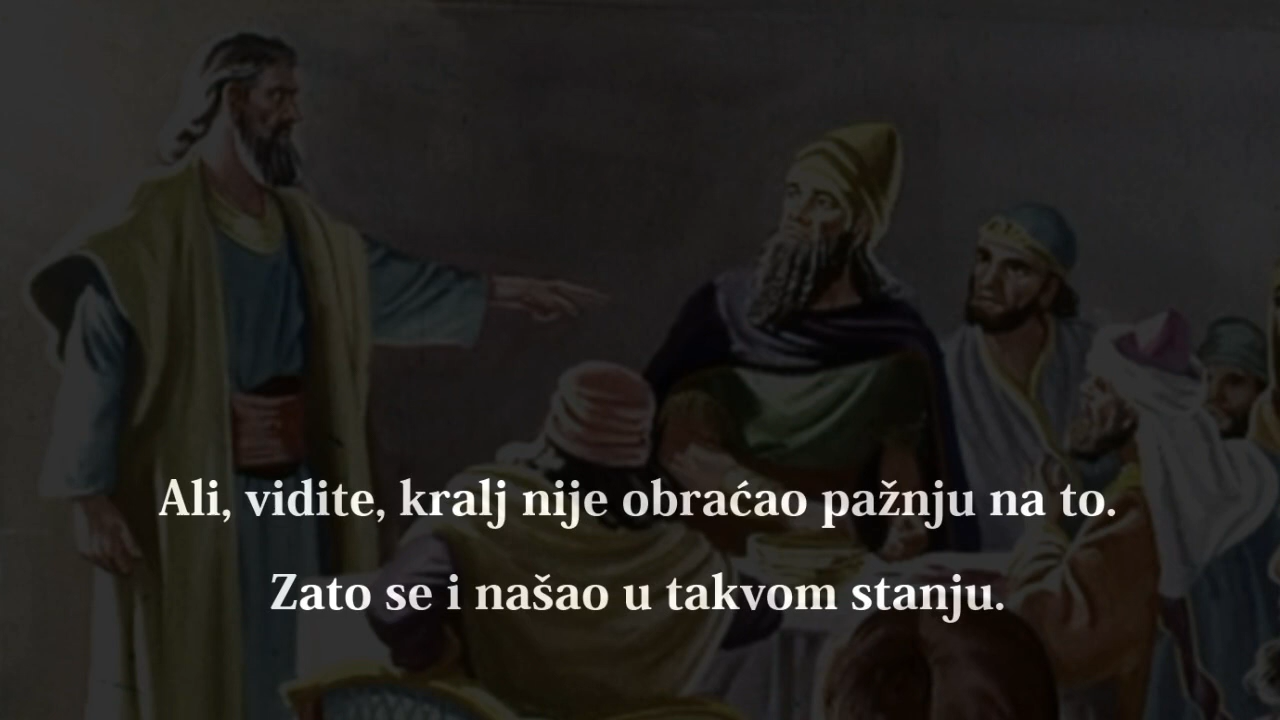 Ali, vidite, kralj nije obraćao pažnju na to.
Zato se i našao u takvom stanju.